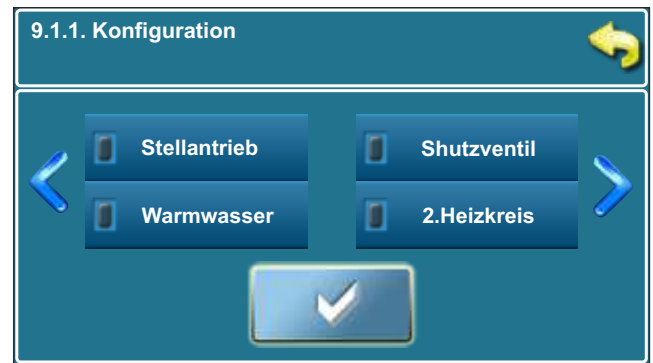 9.1.1. Konfiguration
Stellantrieb
Shutzventil
Warmwasser
2.Heizkreis